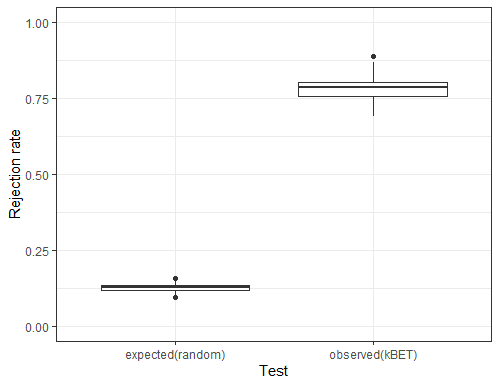 1.00
0.75
0.50
0.25
0.00
Rejection rate
expected(random)
observed(kBET)
Test